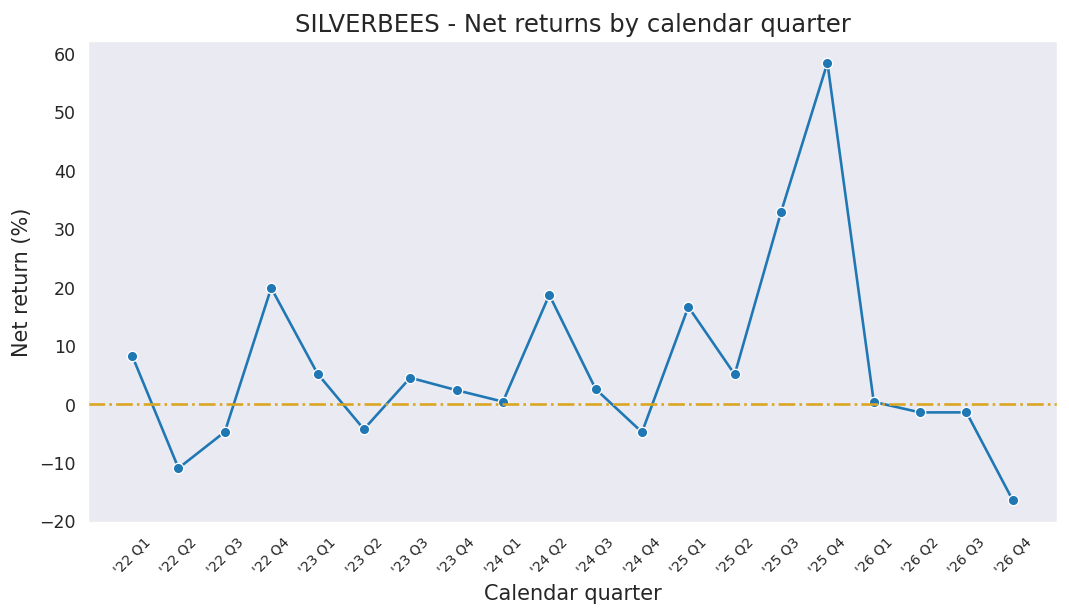 SILVERBEES - Net returns by calendar quarter
Net return (%)
60
50
40
30
20
10
0
−10
−20
'22 Q1
'22 Q2
'22 Q3
'22 Q4
'23 Q1
'23 Q2
'23 Q3
'23 Q4
'24 Q1
'24 Q2
'24 Q3
'24 Q4
'25 Q1
'25 Q2
'25 Q3
'25 Q4
'26 Q1
'26 Q2
'26 Q3
'26 Q4
Calendar quarter